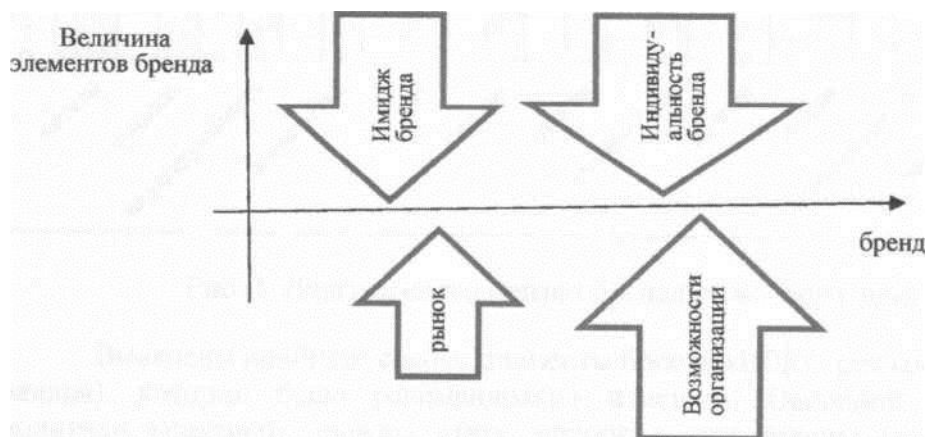 Величина
элементов бренда
Имидж
бренда
Индивиду-
альность
бренда
бренд
рынок
Возможности
организации